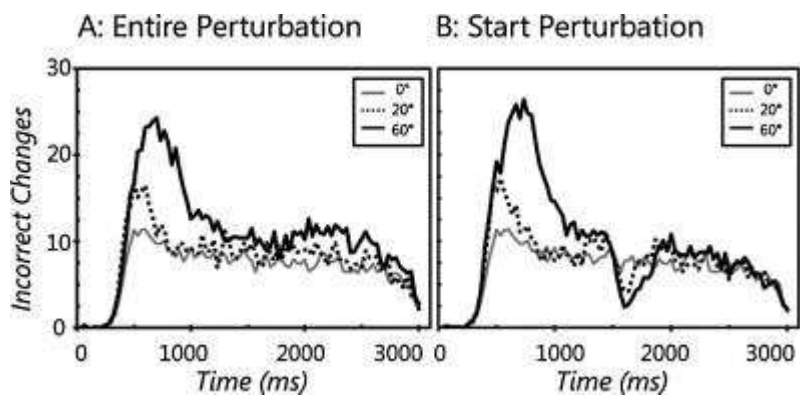 A: Entire Perturbation
B: Start Perturbation
Incorrect Changes
30
20
10
0
0°
20°
60°
0°
20°
60°
0 1000 2000 3000
0 1000 2000 3000
Time (ms)
Time (ms)